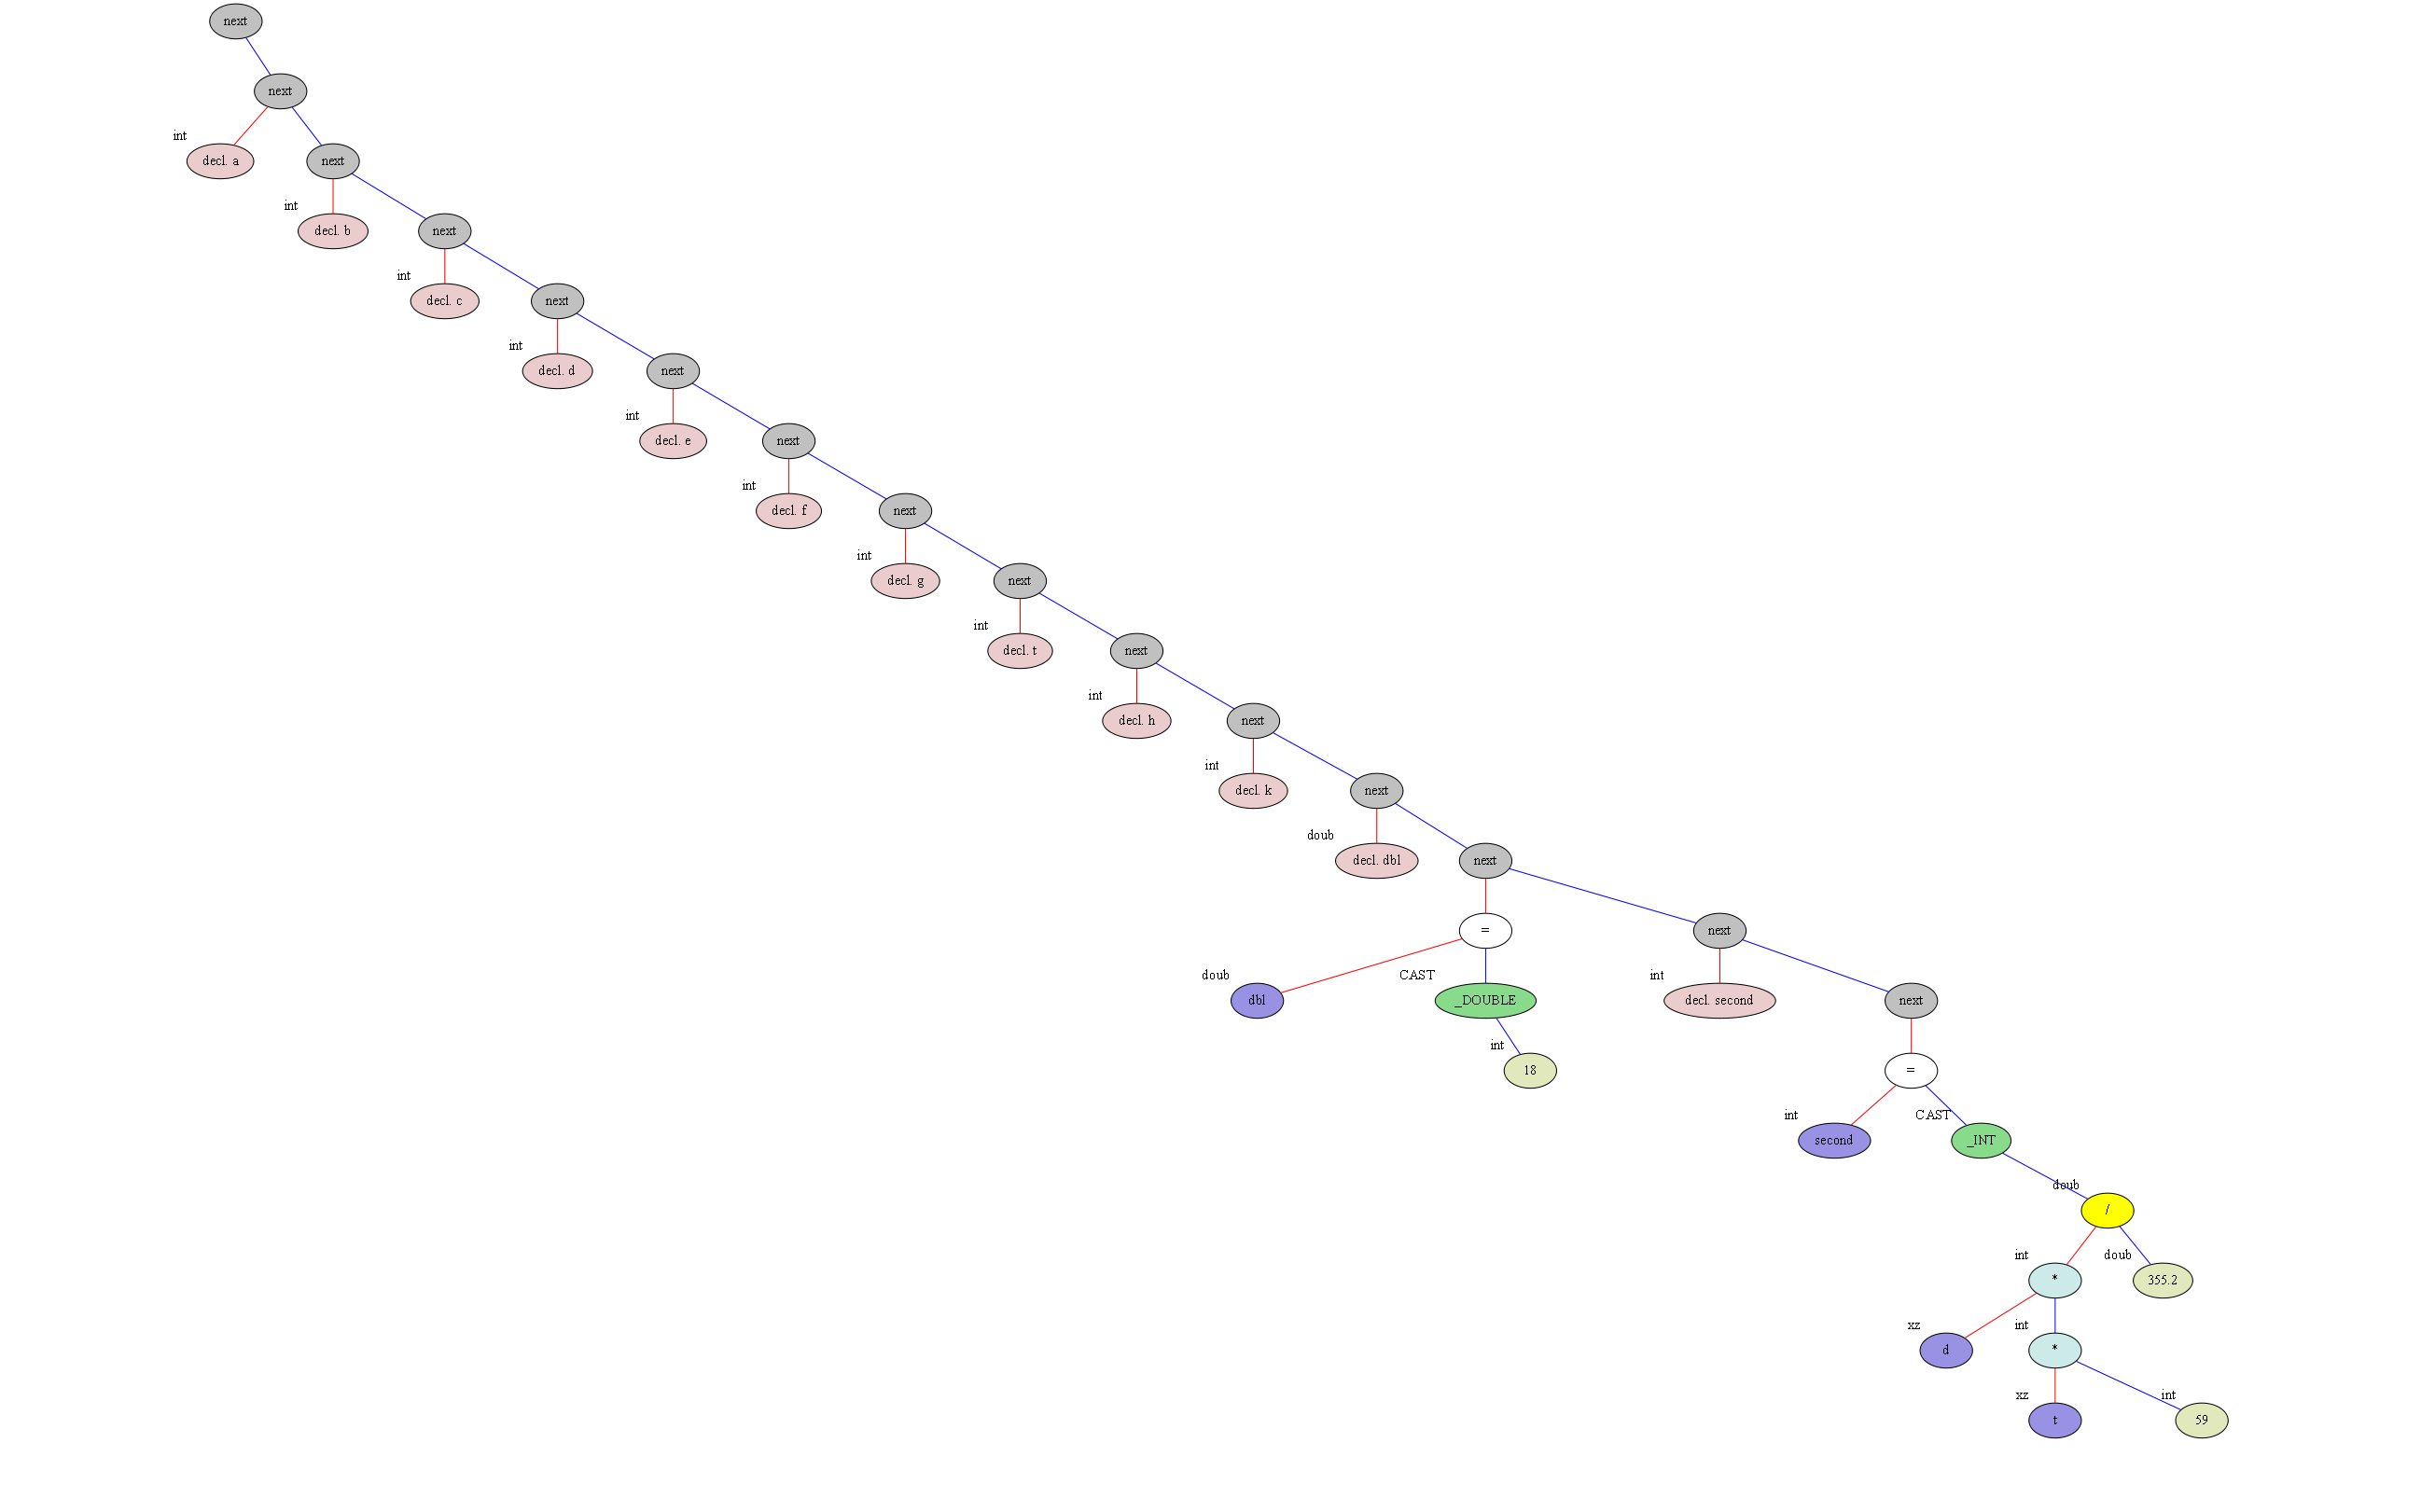 next
next
int
decl. a
next
int
decl. b
next
int
decl. c
next
int
decl. d
next
int
decl. e
next
int
decl. f
next
int
decl. g
next
int
decl. t
next
int
decl. h
next
int
decl. k
next
doub
decl. dbl
next
=
next
doub
dbl
CAST
_DOUBLE
int
decl. second
next
int
18
=
int
second
CAST
_INT
doub
/
int
*
doub
355.2
xz
d
int
*
xz
t
int
59